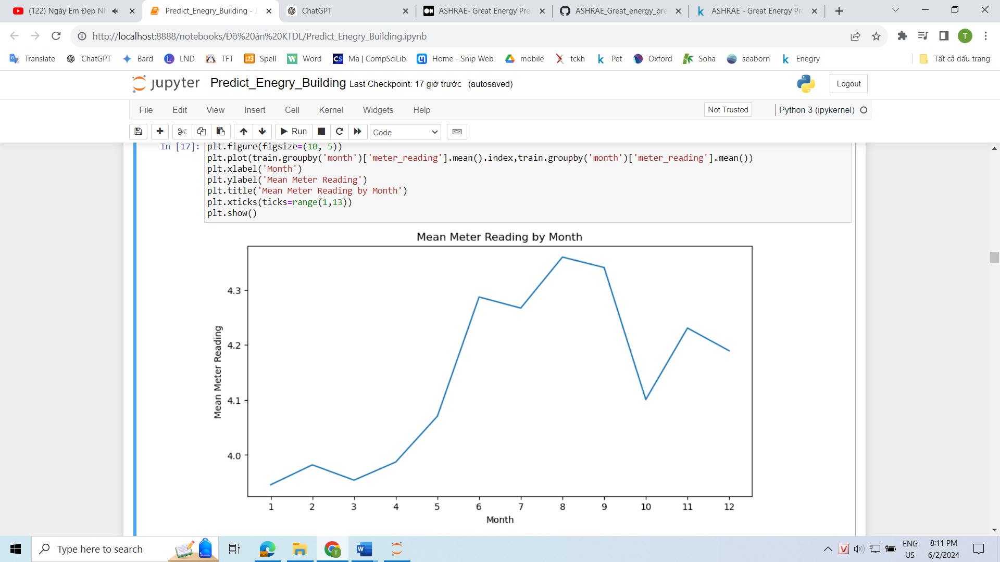 (122) Ngày Em Đẹp Nh
Predict_Enegry_Building - J
ChatGPT
ASHRAE- Great Energy Pre
ASHRAE_Great_energy_pre
ASHRAE - Great Energy Pre
http://localhost:8888/notebooks/Đồ%20án%20KTDL/Predict_Enegry_Building.ipynb
T
Translate ChatGPT Bard LND TFT Spell Word Ma | CompSciLib Home - Snip Web mobile tckh Pet Oxford Soha seaborn Enegry Tất cả dấu trang
jupyter Predict_Enegry_Building Last Checkpoint: 17 giờ trước (autosaved)
Logout
File Edit View Insert Cell Kernel Widgets Help
Not Trusted
Python 3 (ipykernel)
Run
Code
In [17]: plt.figure(figsize=(10, 5))
plt.plot(train.groupby('month')['meter_reading'].mean().index,train.groupby('month')['meter_reading'].mean())
plt.xlabel('Month')
plt.ylabel('Mean Meter Reading')
plt.title('Mean Meter Reading by Month')
plt.xticks(ticks=range(1,13))
plt.show()
Mean Meter Reading by Month
4.3
4.2
4.1
4.0
Mean Meter Reading
1 2 3 4 5 6 7 8 9 10 11 12
Month
Type here to search
ENG
US
8:11 PM
6/2/2024